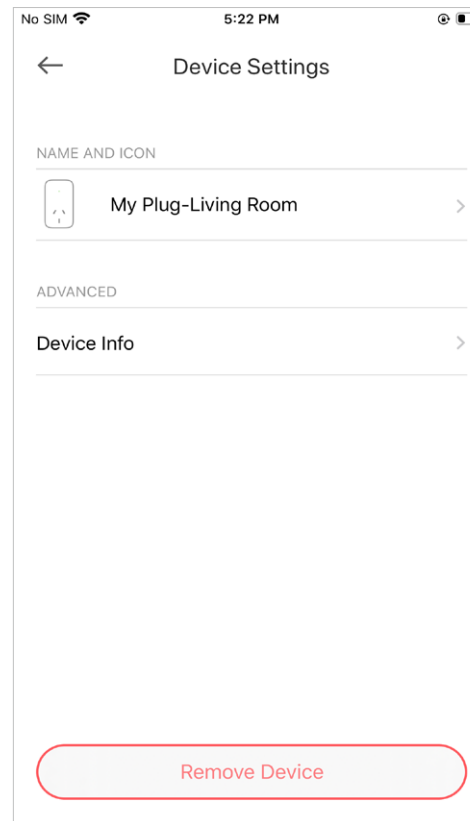 No SIM 5:22 PM
Device Settings
NAME AND ICON
My Plug-Living Room
ADVANCED
Device Info
Remove Device